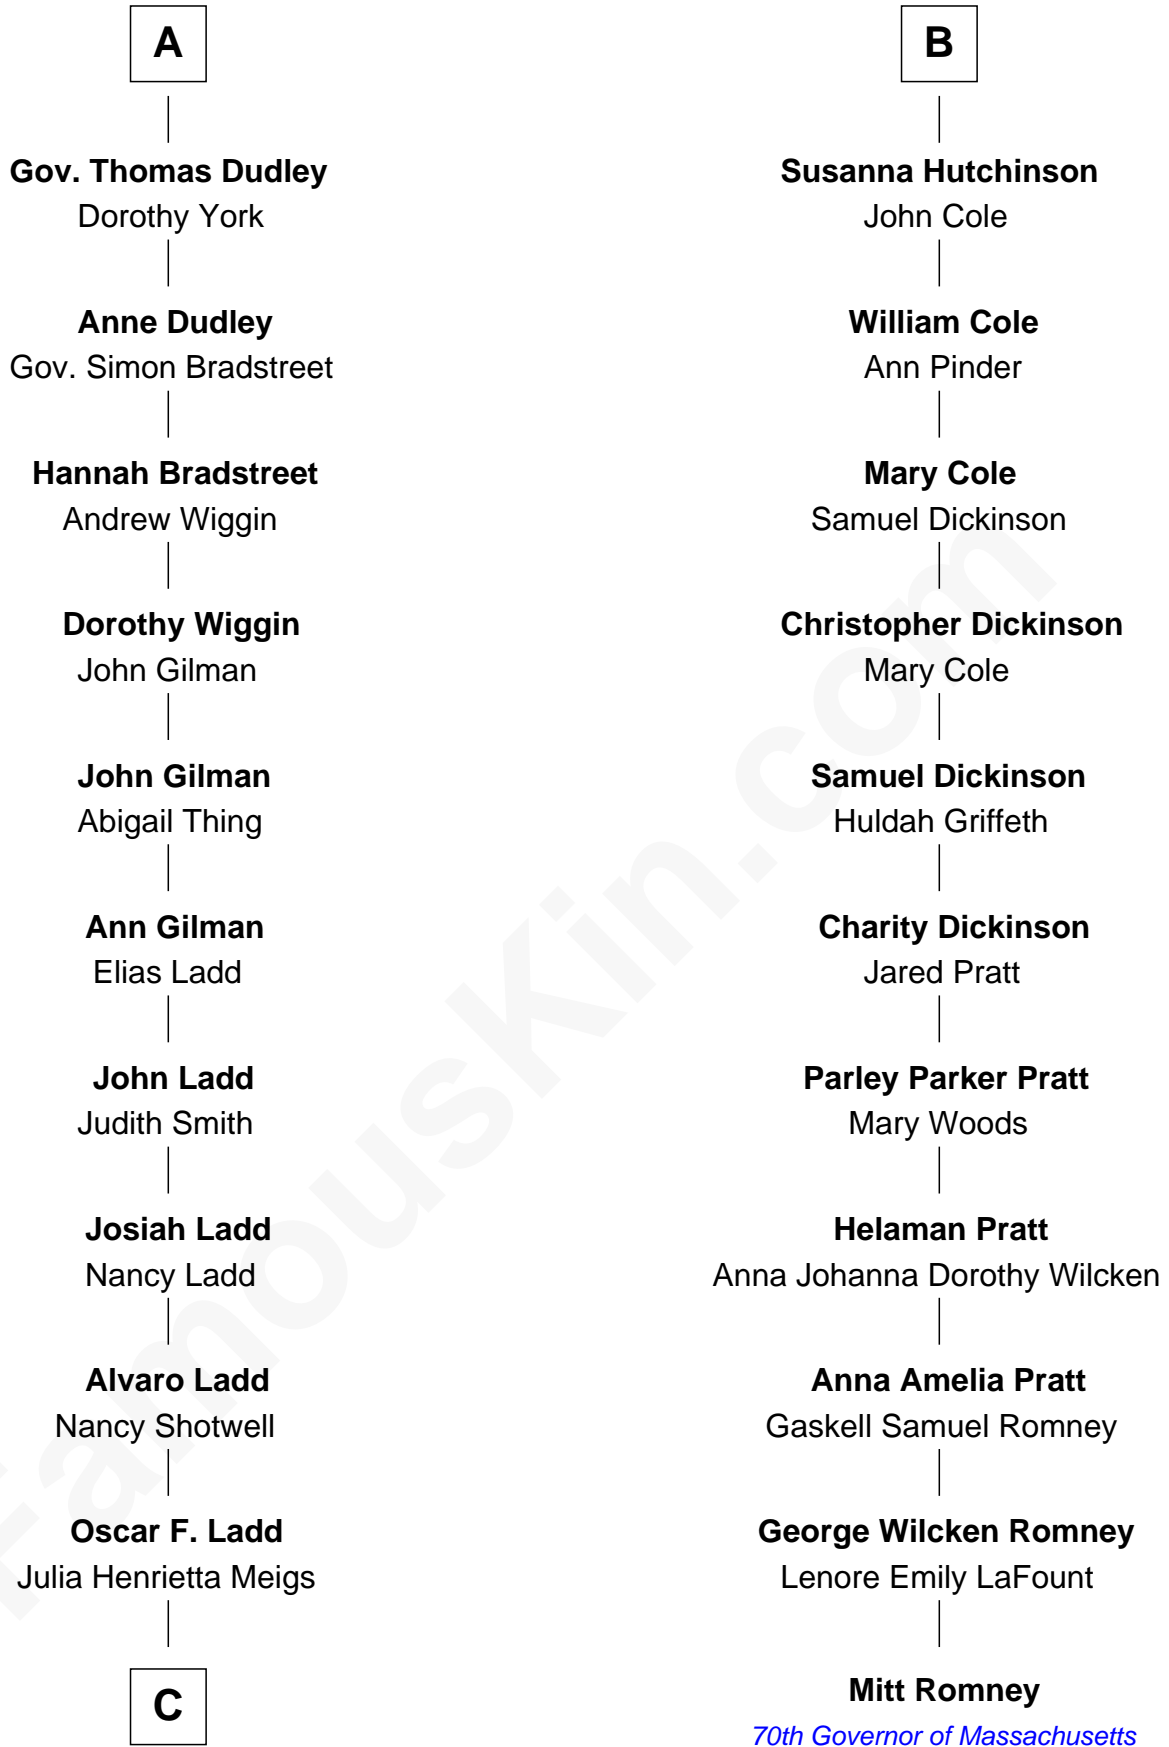 A
Gov. Thomas Dudley
Dorothy York
Anne Dudley
Gov. Simon Bradstreet
Hannah Bradstreet
Andrew Wiggin
Dorothy Wiggin
John Gilman
John Gilman
Abigail Thing
Ann Gilman
Elias Ladd
John Ladd
Judith Smith
Josiah Ladd
Nancy Ladd
Alvaro Ladd
Nancy Shotwell
Oscar F. Ladd
Julia Henrietta Meigs
C
B
Susanna Hutchinson
John Cole
William Cole
Ann Pinder
Mary Cole
Samuel Dickinson
Christopher Dickinson
Mary Cole
Samuel Dickinson
Huldah Griffeth
Charity Dickinson
Jared Pratt
Parley Parker Pratt
Mary Woods
Helaman Pratt
Anna Johanna Dorothy Wilcken
Anna Amelia Pratt
Gaskell Samuel Romney
George Wilcken Romney
Lenore Emily LaFount
Mitt Romney
70th Governor of Massachusetts
FamousKin.com